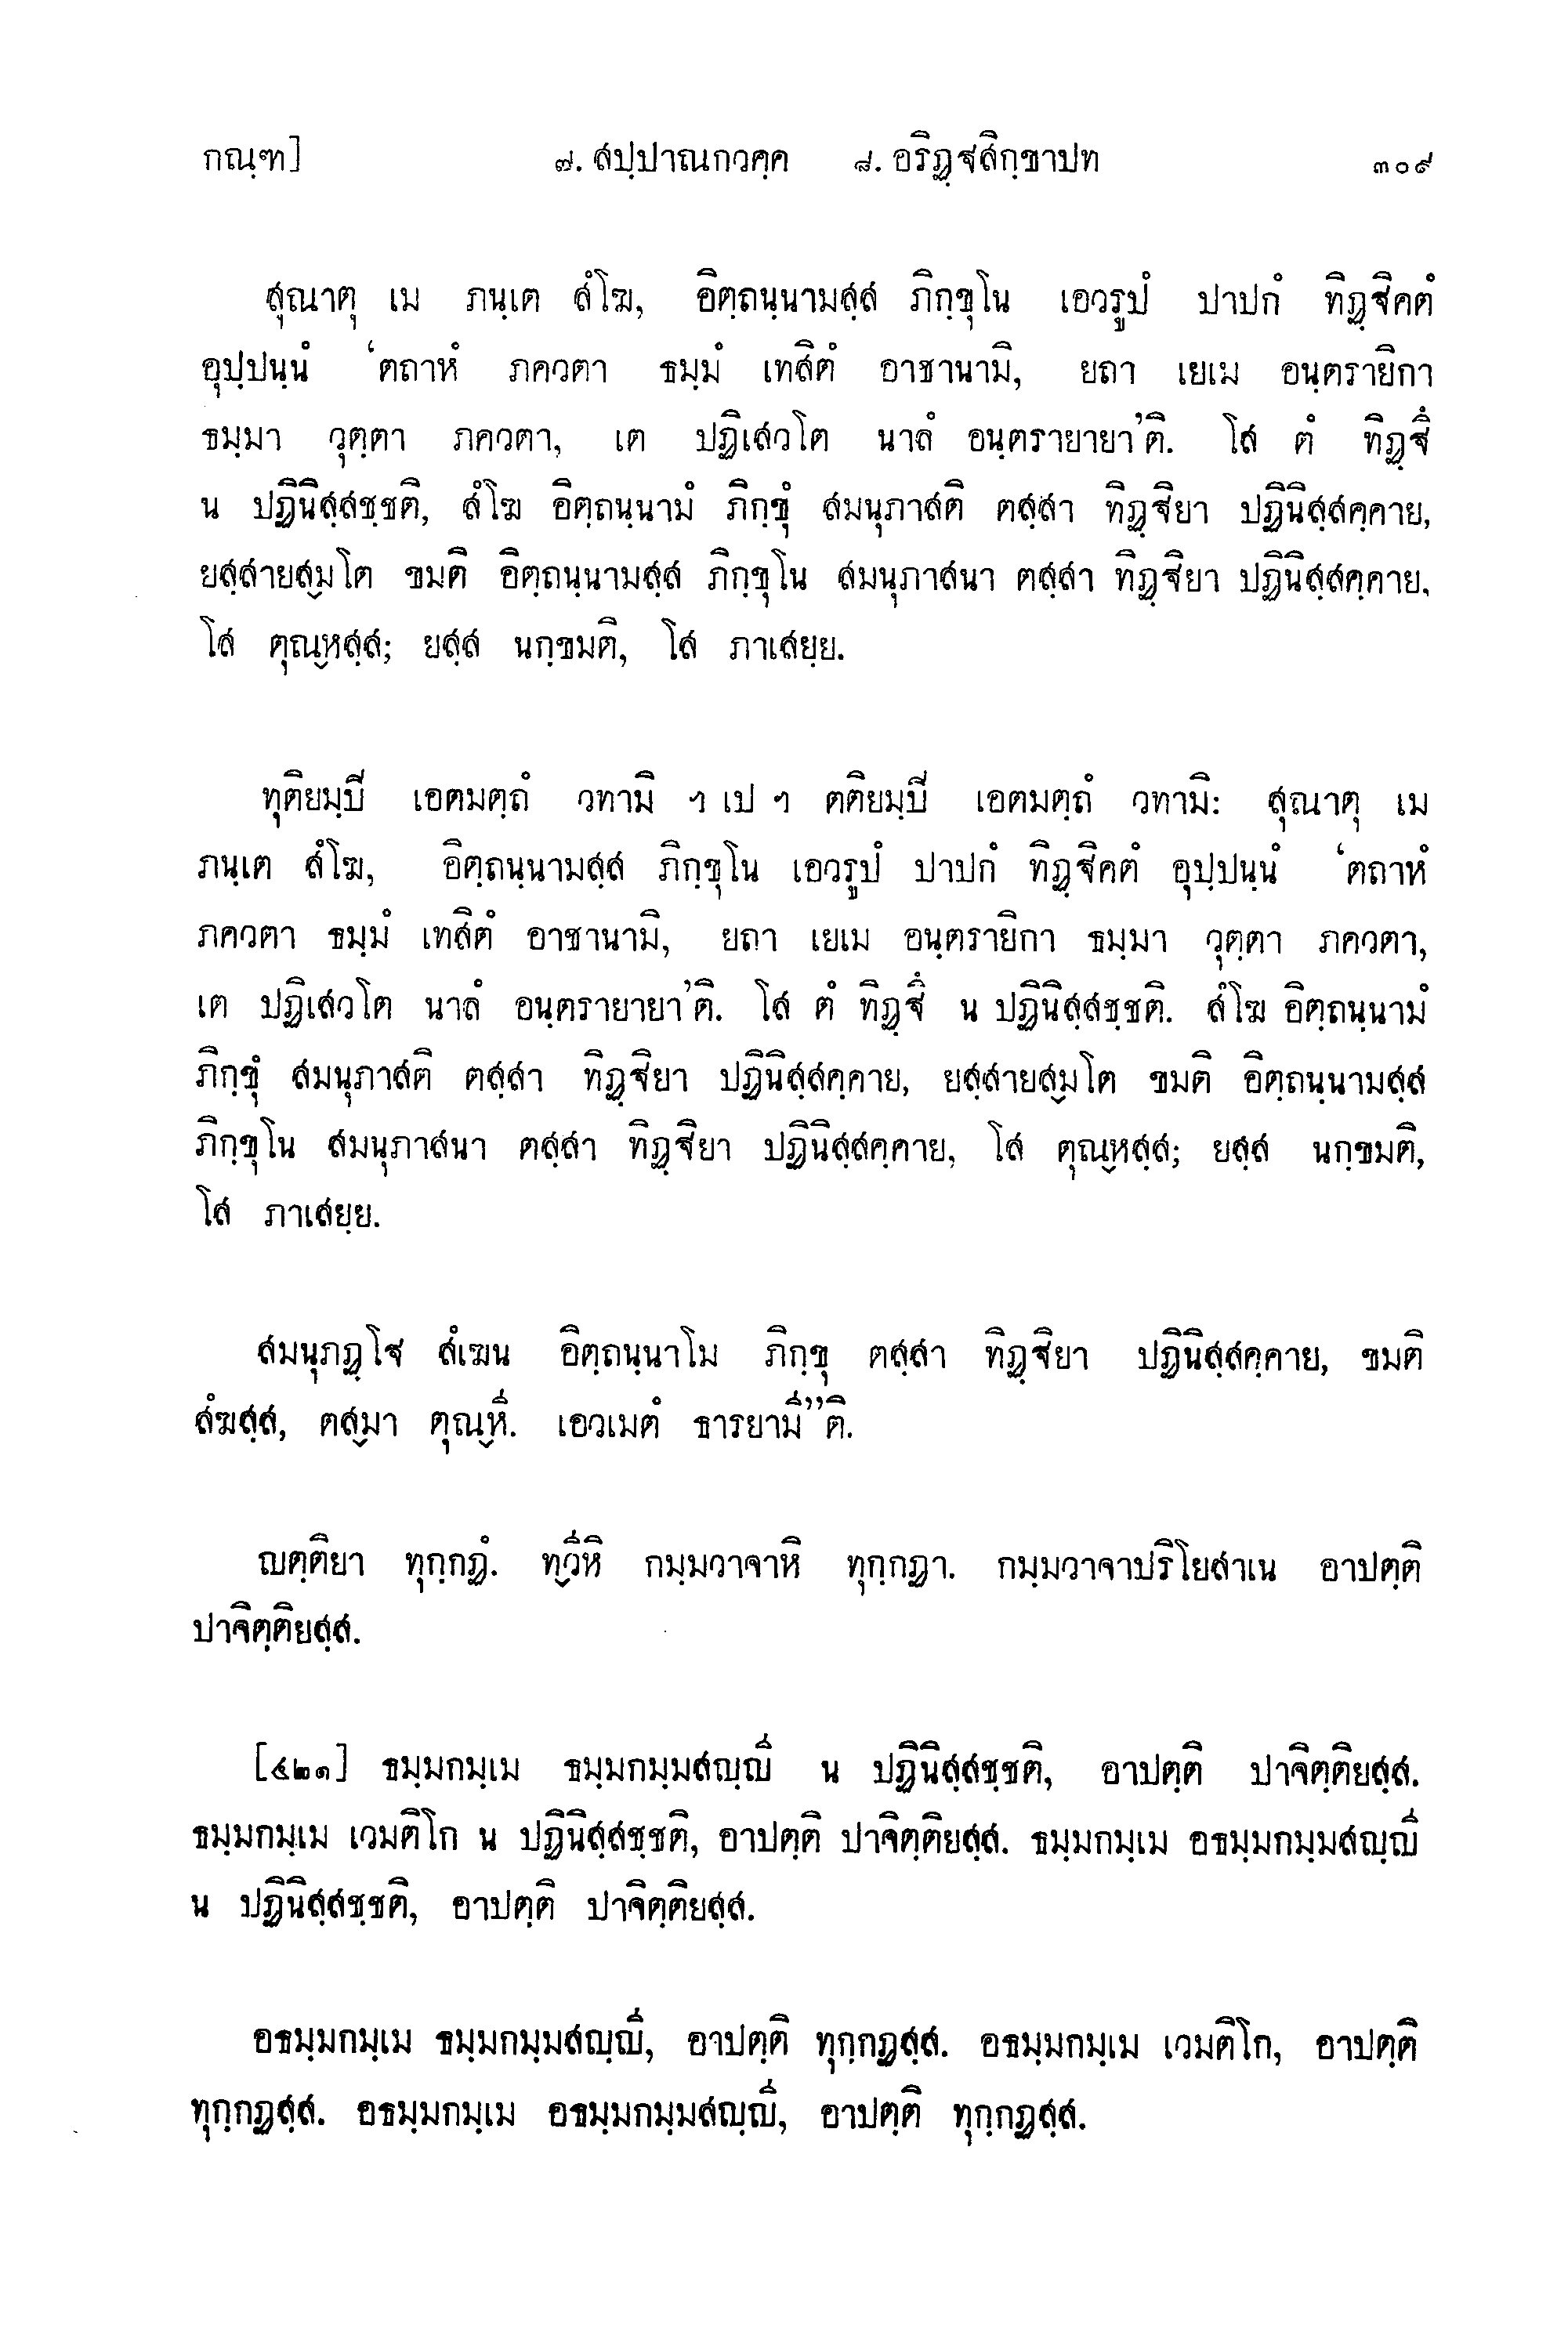 กณฺฑ] ๗. สปฺปาณกวคฺค ๘. อริฏฺฐสิกฺขาปท ๓๐๙
สุณาตุ เม ภนฺเต สํโฆ, อิตฺถนฺนามสฺส ภิกฺขุโน เอวรูปํ ปาปกํ ทิฏฺฐิคตํ
อุปฺปนฺนํ ‘ตถาหํ ภควตา ธมฺมํ เทสิตํ อาชานามิ, ยถา เยเม อนฺตรายิกา
ธมฺมา วุตฺตา ภควตา, เต ปฏิเสวโต นาลํ อนฺตรายายา’ติ. โส ตํ ทิฏฺฐึ
น ปฏินิสฺสชฺชติ, สํโฆ อิตฺถนฺนามํ ภิกฺขุํ สมนุภาสติ ตสฺสา ทิฏฺฐิยา ปฏินิสฺสคฺคาย,
ยสฺสายสฺมโต ขมติ อิตฺถนฺนามสฺส ภิกฺขุโน สมนุภาสนา ตสฺสา ทิฏฺฐิยา ปฏินิสฺสคฺคาย,
โส ตุณฺหสฺส; ยสฺส นกฺขมติ, โส ภาเสยฺย.
ทุติยมฺปี เอตมตฺถํ วทามิ ฯ เป ฯ ตติยมฺปี เอตมตฺถํ วทามิ: สุณาตุ เม
ภนฺเต สํโฆ, อิตฺถนฺนามสฺส ภิกฺขุโน เอวรูปํ ปาปกํ ทิฏฺฐิคตํ อุปฺปนฺนํ ‘ตถาหํ
ภควตา ธมฺมํ เทสิตํ อาชานามิ, ยถา เยเม อนฺตรายิกา ธมฺมา วุตฺตา ภควตา,
เต ปฏิเสวโต นาลํ อนฺตรายายา’ติ. โส ตํ ทิฏฺฐึ น ปฏินิสฺสชฺชติ. สํโฆ อิตฺถนฺนามํ
ภิกฺขุํ สมนุภาสติ ตสฺสา ทิฏฺฐิยา ปฏินิสฺสคฺคาย, ยสฺสายสฺมโต ขมติ อิตฺถนฺนามสฺส
ภิกฺขุโน สมนุภาสนา ตสฺสา ทิฏฺฐิยา ปฏินิสฺสคฺคาย, โส ตุณฺหสฺส; ยสฺส นกฺขมติ,
โส ภาเสยฺย.
สมนุภฏฺโฐ สํเฆน อิตฺถนฺนาโม ภิกฺขุ ตสฺสา ทิฏฺฐิยา ปฏินิสฺสคฺคาย, ขมติ
สํฆสฺส, ตสฺมา ตุณฺหี. เอวเมตํ ธารยามี”ติ.
ญตฺติยา ทุกฺกฏํ. ทฺวีหิ กมฺมวาจาหิ ทุกฺกฏา. กมฺมวาจาปริโยสาเน อาปตฺติ
ปาจิตฺติยสฺส.
[๔๒๑] ธมฺมกมฺเม ธมฺมกมฺมสญฺญี น ปฏินิสฺสชฺชติ, อาปตฺติ ปาจิตฺติยสฺส.
ธมฺมกมฺเม เวมติโก น ปฏินิสฺสชฺชติ, อาปตฺติ ปาจิตฺติยสฺส. ธมฺมกมฺเม อธมฺมกมฺมสญฺญี
น ปฏินิสฺสชฺชติ, อาปตฺติ ปาจิตฺติยสฺส.
อธมฺมกมฺเม ธมฺมกมฺมสญฺญี, อาปตฺติ ทุกฺกฏสฺส. อธมฺมกมฺเม เวมติโก, อาปตฺติ
ทุกฺกฏสฺส. อธมฺมกมฺเม อธมฺมกมฺมสญฺญี, อาปตฺติ ทุกฺกฏสฺส.